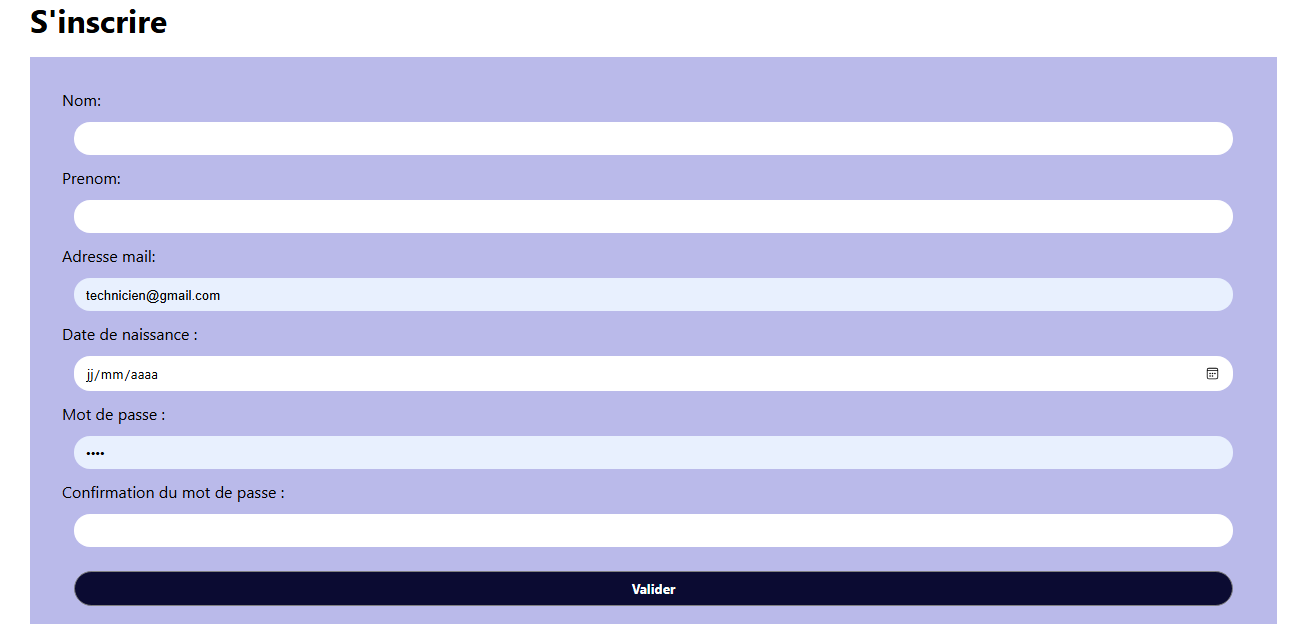 S'inscrire
Nom:
Prenom:
Adresse mail:
technicien@gmail.com
Date de naissance :
jj/mm/aaaa
Mot de passe :
••••
Confirmation du mot de passe :
Valider